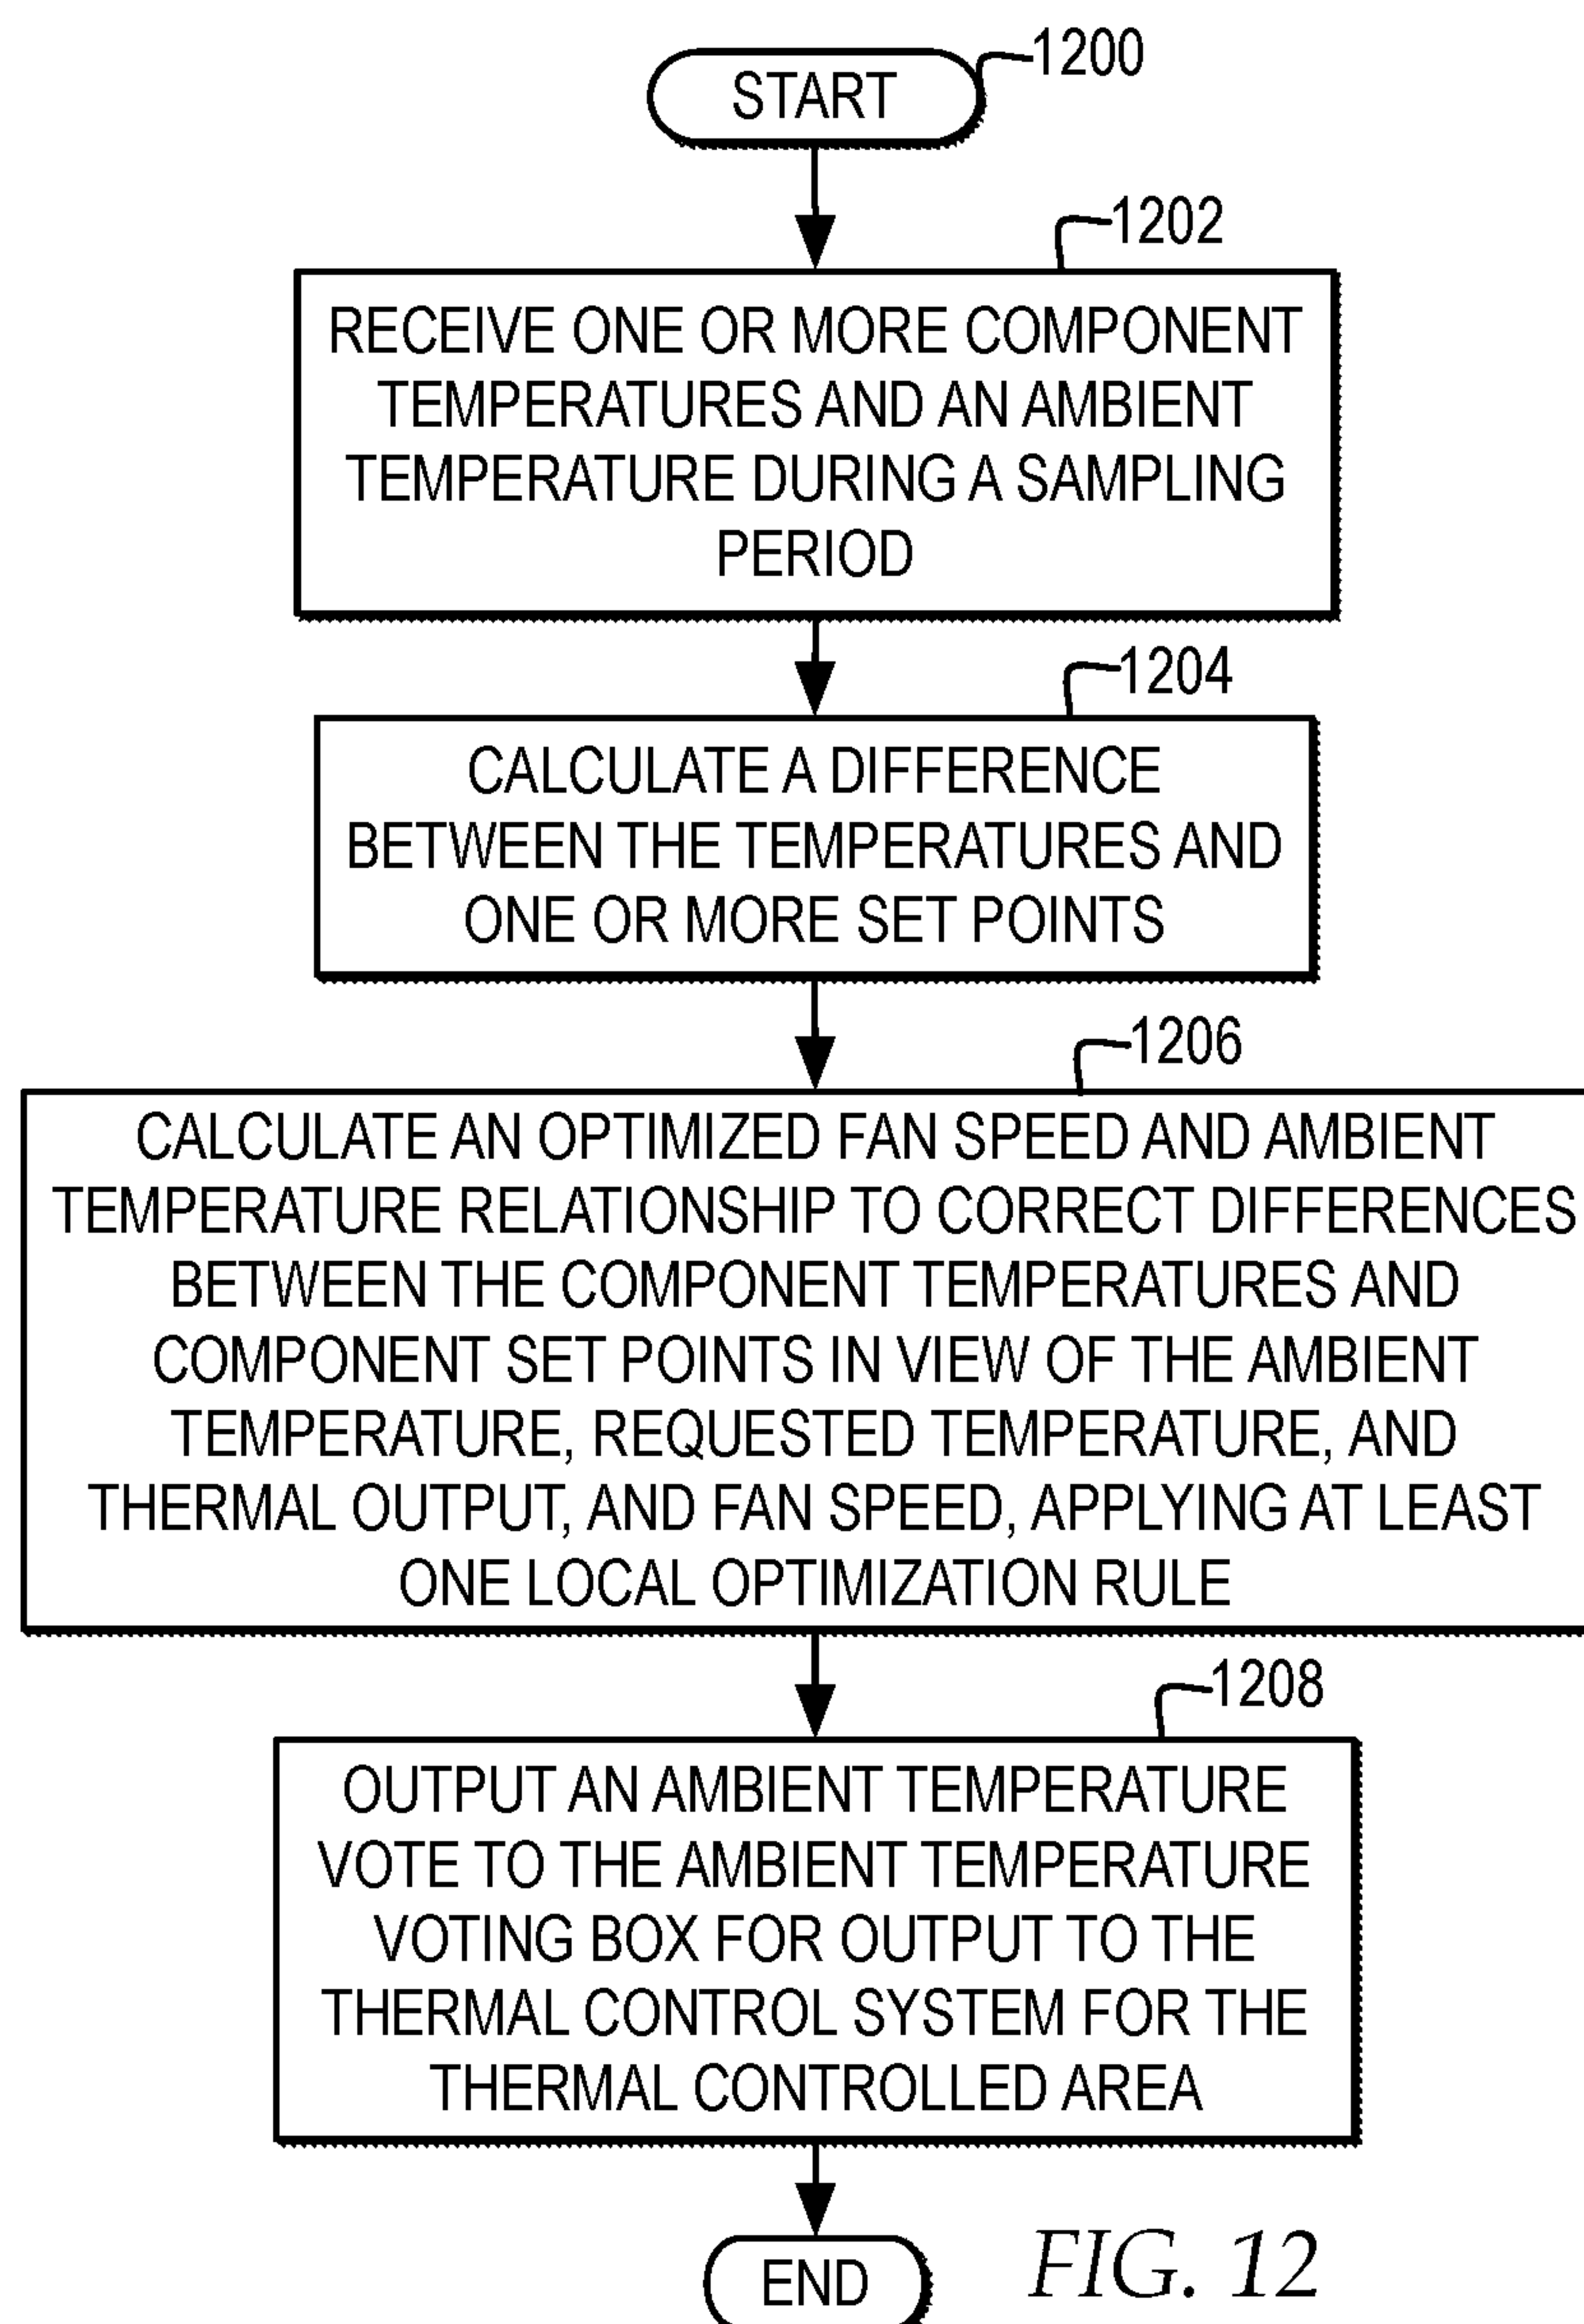 START
1200
1202
RECEIVE ONE OR MORE COMPONENT
TEMPERATURES AND AN AMBIENT
TEMPERATURE DURING A SAMPLING
PERIOD
1204
CALCULATE A DIFFERENCE
BETWEEN THE TEMPERATURES AND
ONE OR MORE SET POINTS
1206
CALCULATE AN OPTIMIZED FAN SPEED AND AMBIENT
TEMPERATURE RELATIONSHIP TO CORRECT DIFFERENCES
BETWEEN THE COMPONENT TEMPERATURES AND
COMPONENT SET POINTS IN VIEW OF THE AMBIENT
TEMPERATURE, REQUESTED TEMPERATURE, AND
THERMAL OUTPUT, AND FAN SPEED, APPLYING AT LEAST
ONE LOCAL OPTIMIZATION RULE
1208
OUTPUT AN AMBIENT TEMPERATURE
VOTE TO THE AMBIENT TEMPERATURE
VOTING BOX FOR OUTPUT TO THE
THERMAL CONTROL SYSTEM FOR THE
THERMAL CONTROLLED AREA
END
FIG. 12